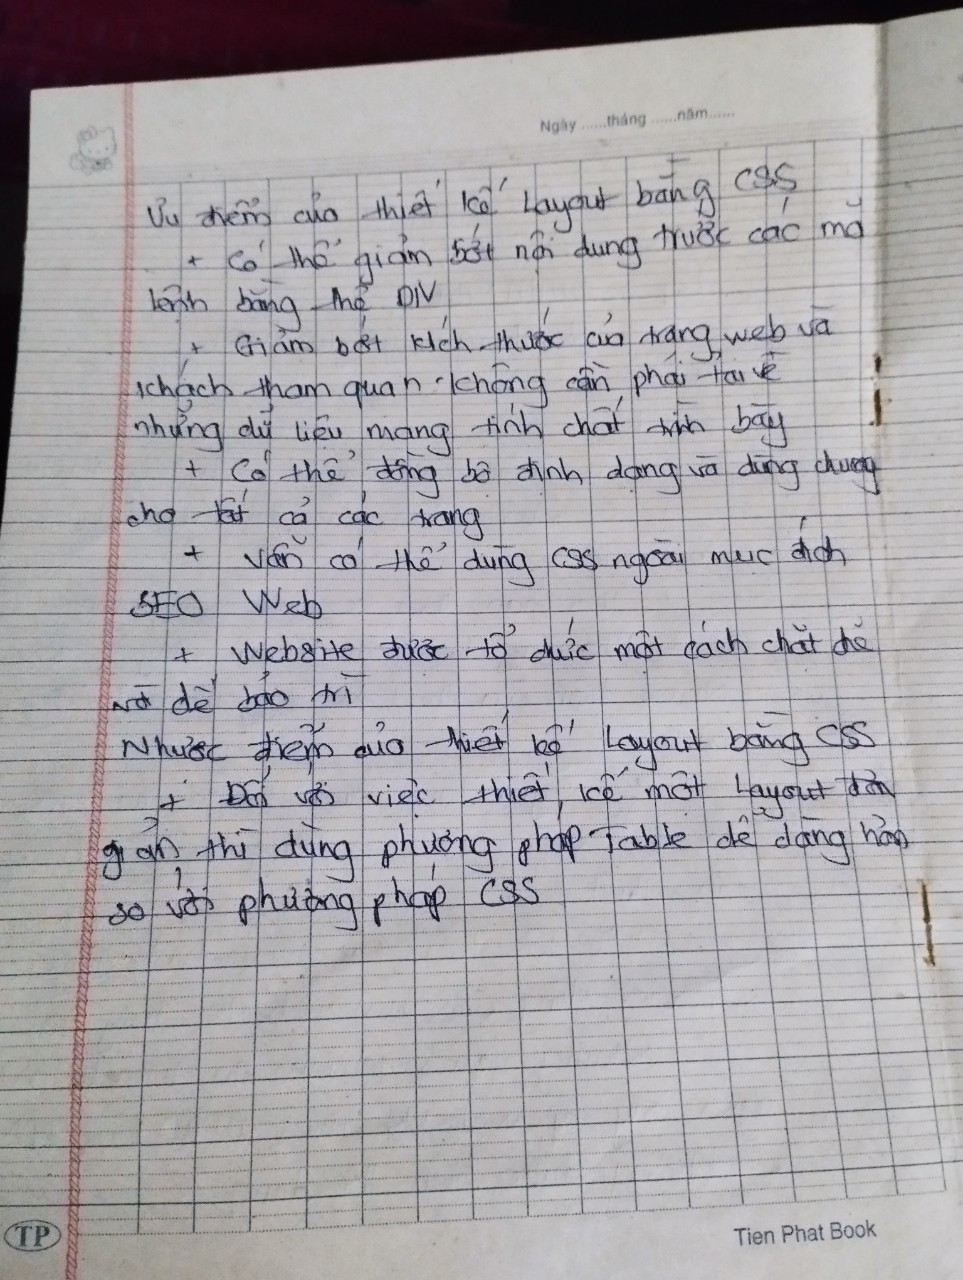 Ngày ......tháng ......năm......
Ưu điểm của thiết kế Layout bằng CSS
+ Có thể giảm bớt nội dung trước các mã
lệnh bằng thẻ DIV
+ Giảm bớt kích thước của trang web và
khách tham quan không cần phải tải về
những dữ liệu mang tính chất trình bày
+ Có thể đồng bộ định dạng và dùng chung
cho tất cả các trang
+ Vẫn có thể dùng CSS ngoài mục đích
SEO Web
+ Website được tổ chức một cách chặt chẽ
và dễ bảo trì
Nhược điểm của thiết kế Layout bằng CSS
+ Đối với việc thiết kế một Layout đơn
giản thì dùng phương pháp Table dễ dàng hơn
so với phương pháp CSS
TP
Tien Phat Book